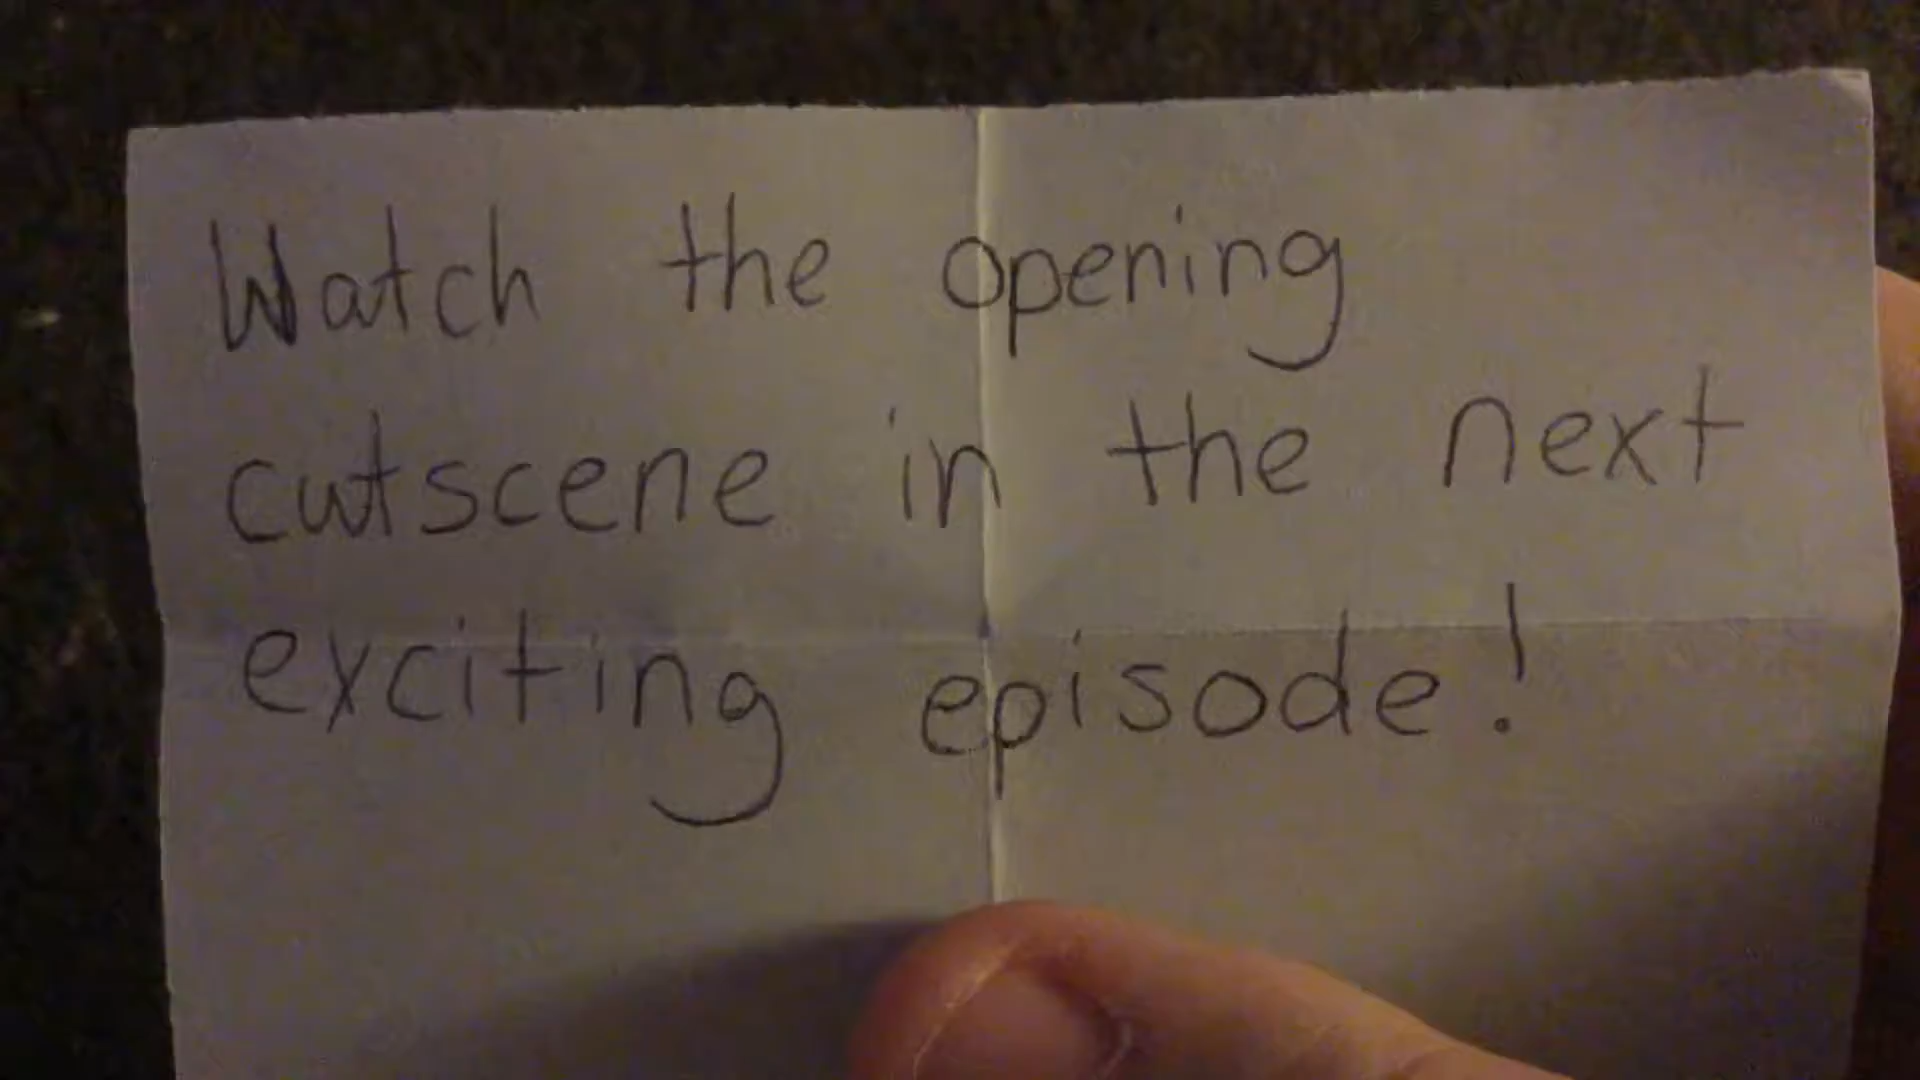 Watch the opening
cutscene in the next
exciting episode!